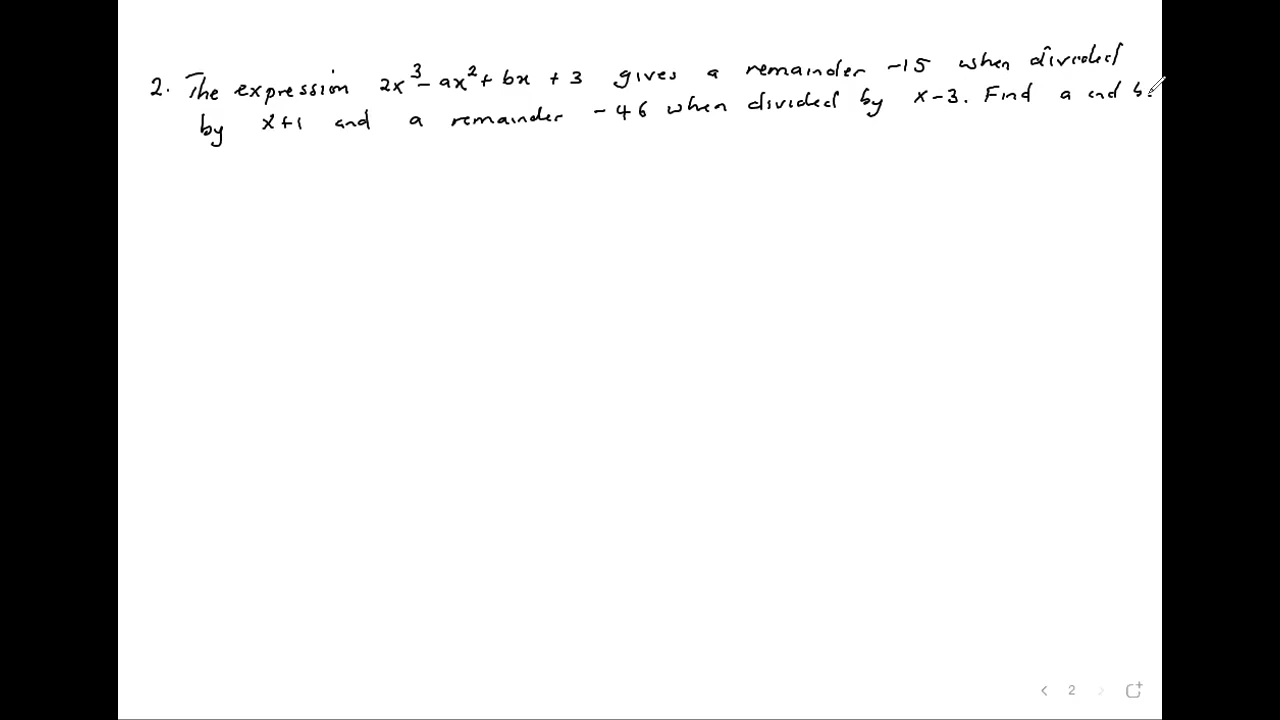 2. The expression 2x³ - ax² + bx + 3 gives a remainder -15 when divided
by x+1 and a remainder -46 when divided by x-3. Find a and b.
2